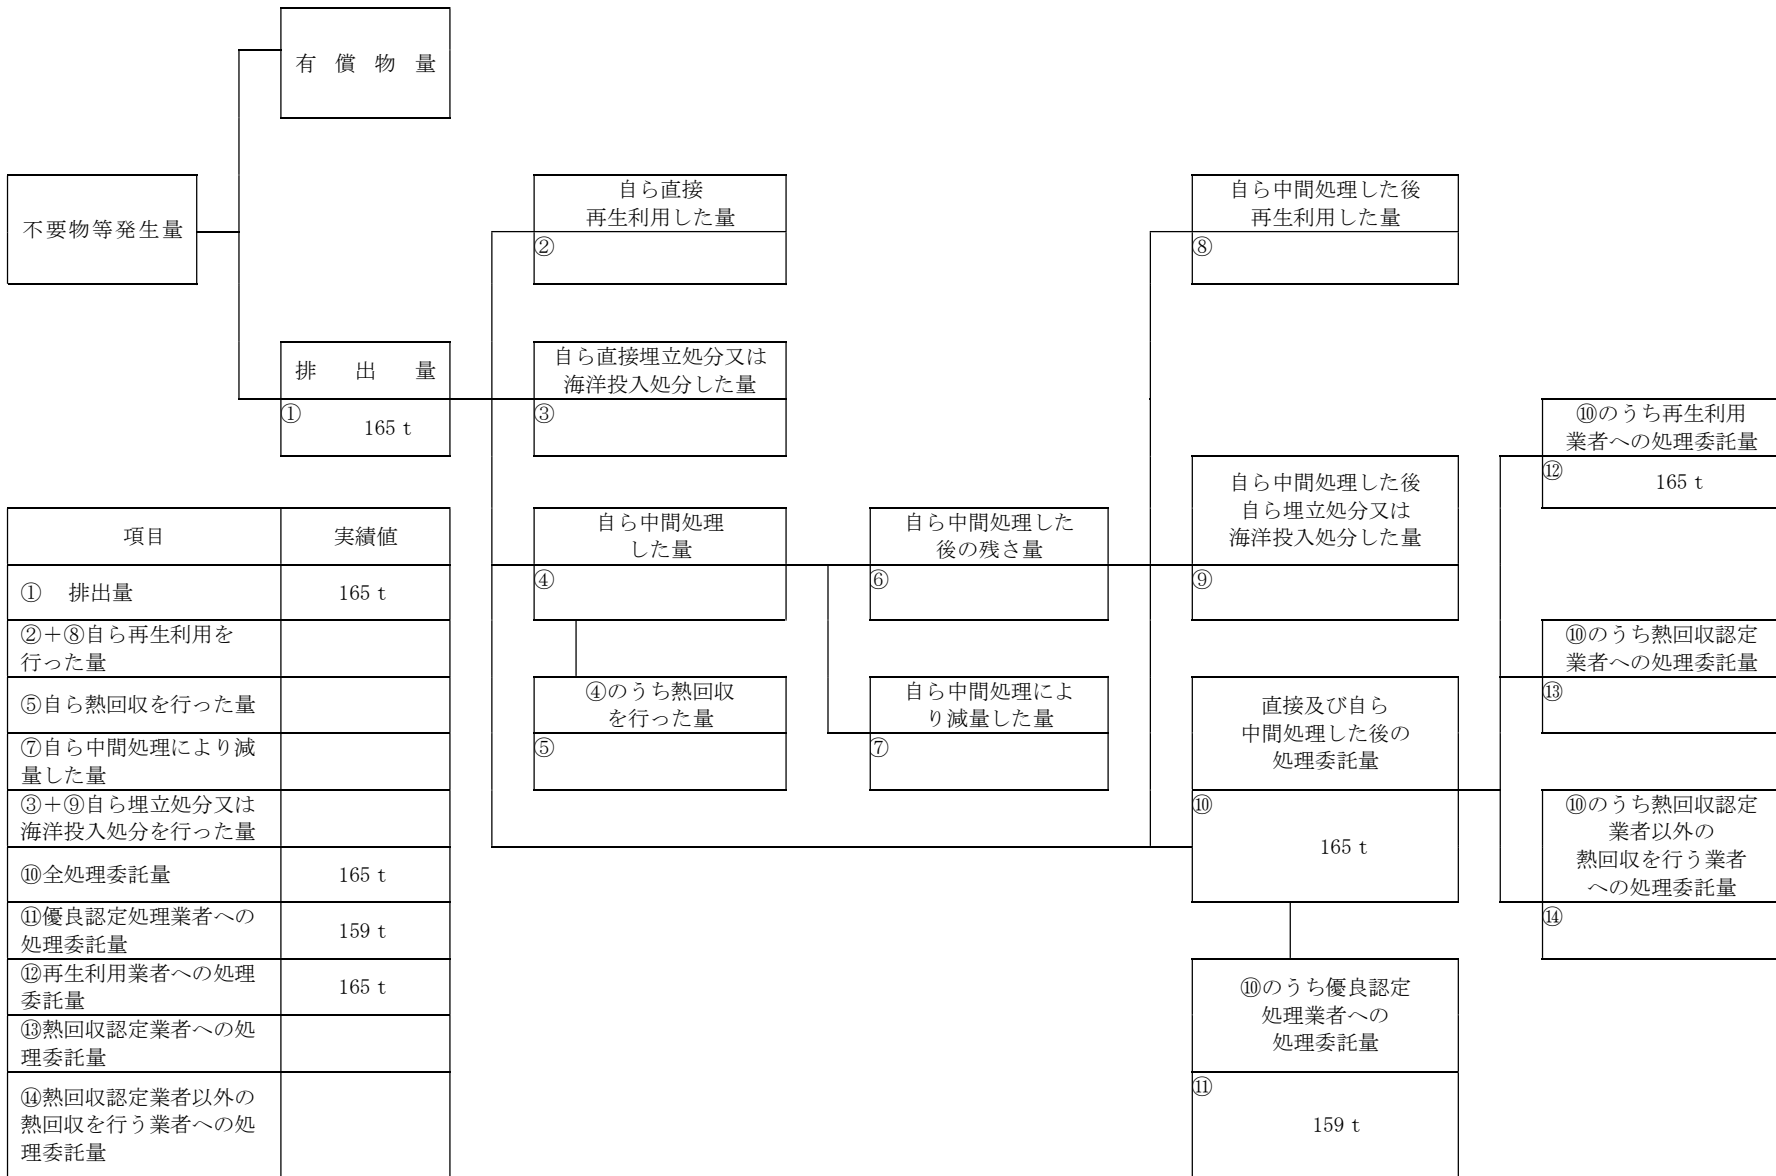 有 償 物 量
不要物等発生量
自ら直接
再生利用した量
②
自ら中間処理した後
再生利用した量
⑧
排 出 量
①
165 t
自ら直接埋立処分又は
海洋投入処分した量
③
⑩のうち再生利用
業者への処理委託量
⑫
165 t
自ら中間処理した後
自ら埋立処分又は
海洋投入処分した量
⑨
自ら中間処理
した量
④
自ら中間処理した
後の残さ量
⑥
⑩のうち熱回収認定
業者への処理委託量
⑬
④のうち熱回収
を行った量
⑤
自ら中間処理によ
り減量した量
⑦
直接及び自ら
中間処理した後の
処理委託量
⑩
165 t
⑩のうち熱回収認定
業者以外の
熱回収を行う業者
への処理委託量
⑭
⑩のうち優良認定
処理業者への
処理委託量
⑪
159 t
項目 実績値
① 排出量 165 t
②+⑧自ら再生利用を
行った量
⑤自ら熱回収を行った量
⑦自ら中間処理により減
量した量
③+⑨自ら埋立処分又は
海洋投入処分を行った量
⑩全処理委託量 165 t
⑪優良認定処理業者への
処理委託量 159 t
⑫再生利用業者への処理
委託量 165 t
⑬熱回収認定業者への処
理委託量
⑭熱回収認定業者以外の
熱回収を行う業者への処
理委託量